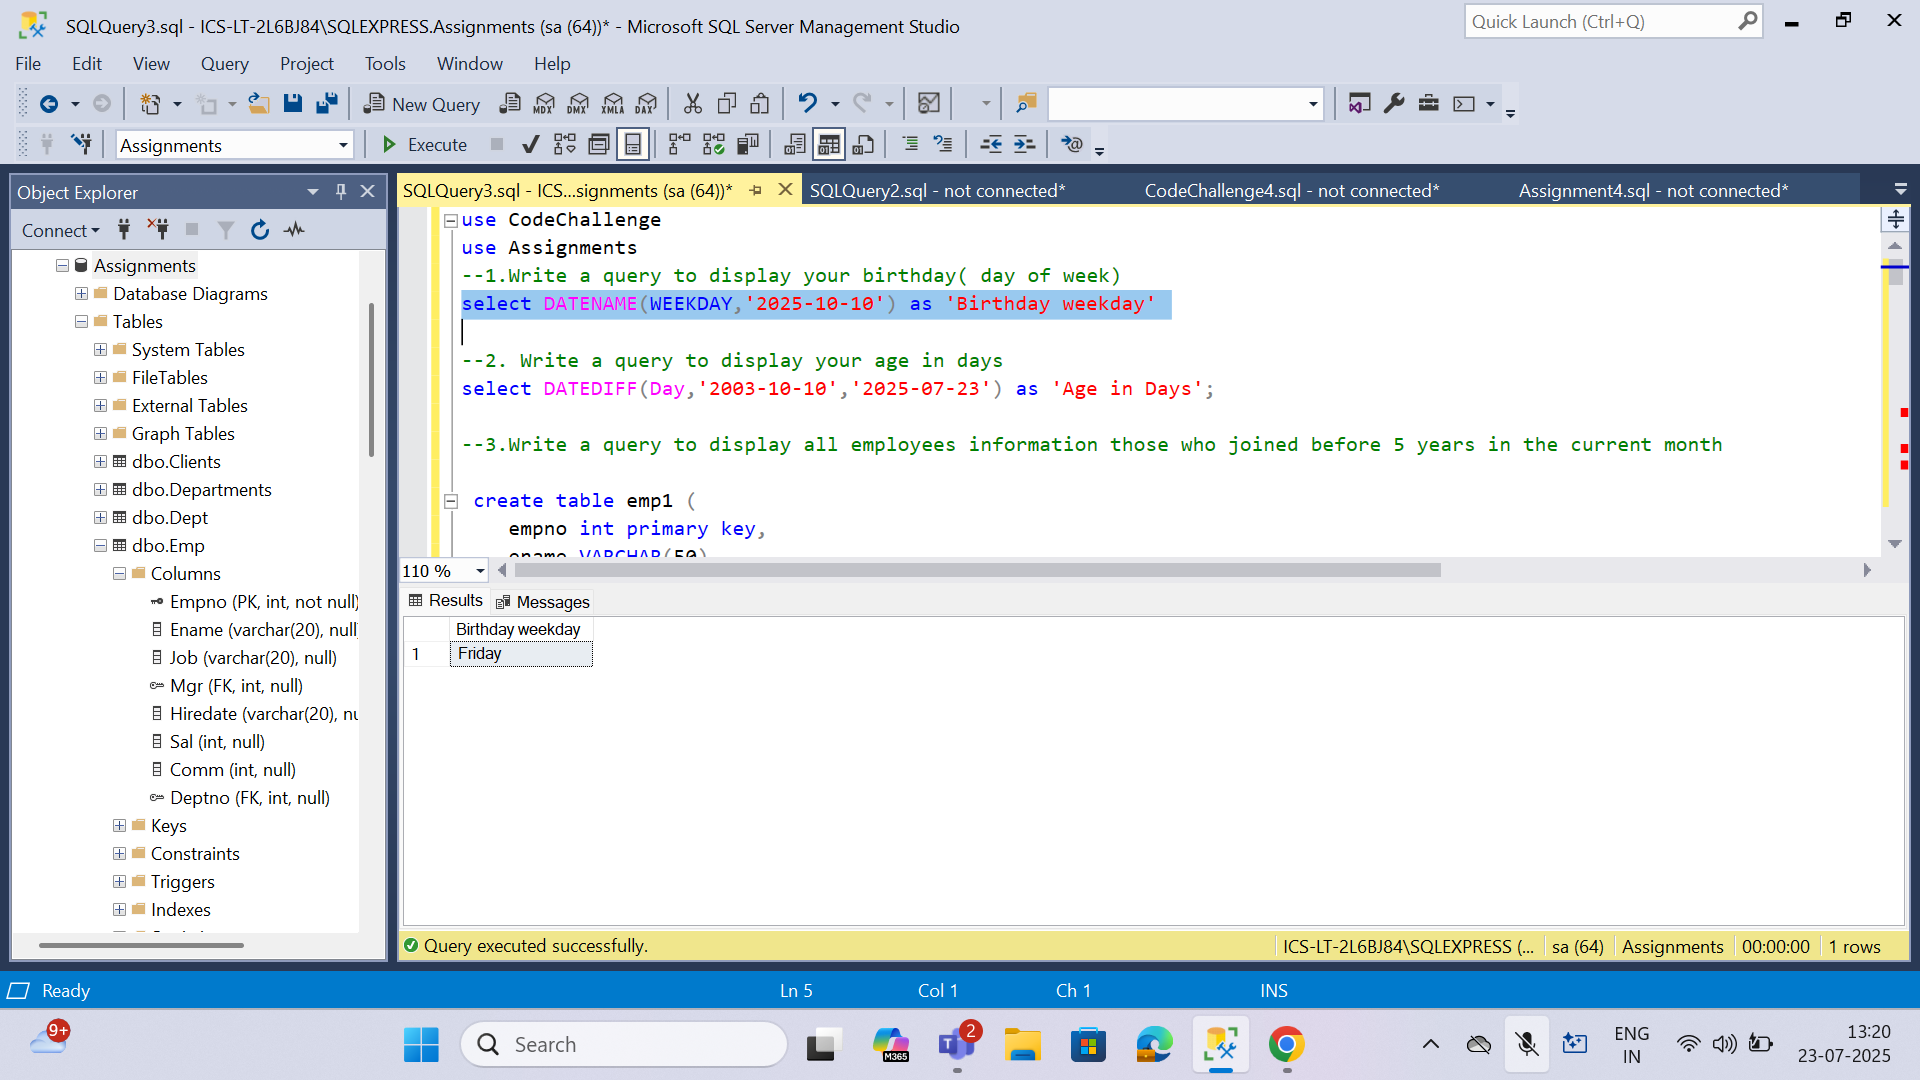 SQLQuery3.sql - ICS-LT-2L6BJ84\SQLEXPRESS.Assignments (sa (64))* - Microsoft SQL Server Management Studio
Quick Launch (Ctrl+Q)
File Edit View Query Project Tools Window Help
New Query MDX DMX XMLA DAX
Assignments Execute
Object Explorer
Connect
Assignments
Database Diagrams
Tables
System Tables
FileTables
External Tables
Graph Tables
dbo.Clients
dbo.Departments
dbo.Dept
dbo.Emp
Columns
Empno (PK, int, not null)
Ename (varchar(20), null
Job (varchar(20), null)
Mgr (FK, int, null)
Hiredate (varchar(20), nu
Sal (int, null)
Comm (int, null)
Deptno (FK, int, null)
Keys
Constraints
Triggers
Indexes
SQLQuery3.sql - ICS...signments (sa (64))* SQLQuery2.sql - not connected* CodeChallenge4.sql - not connected* Assignment4.sql - not connected*
use CodeChallenge
use Assignments
--1.Write a query to display your birthday( day of week)
select DATENAME(WEEKDAY,'2025-10-10') as 'Birthday weekday'
--2. Write a query to display your age in days
select DATEDIFF(Day,'2003-10-10','2025-07-23') as 'Age in Days';
--3.Write a query to display all employees information those who joined before 5 years in the current month
create table emp1 (
empno int primary key,
ename VARCHAR(50),
110 %
Results Messages
Birthday weekday
1 Friday
Query executed successfully. ICS-LT-2L6BJ84\SQLEXPRESS (... sa (64) Assignments 00:00:00 1 rows
Ready Ln 5 Col 1 Ch 1 INS
9+
Search
M365
2
ENG
IN
13:20
23-07-2025